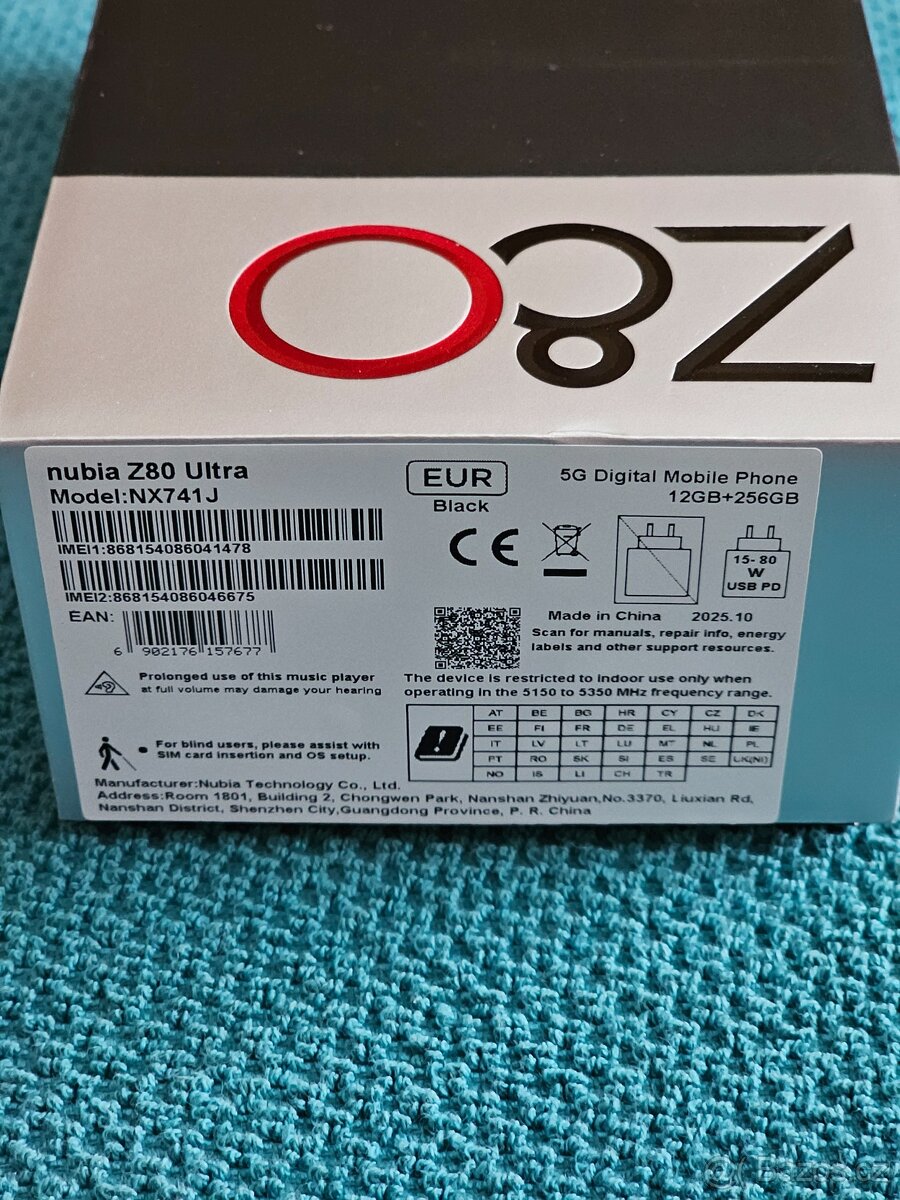 Z80
nubia Z80 Ultra
Model:NX741J
IMEI1:868154086041478
IMEI2:868154086046675
EAN:
6 902176 157677
EUR
Black
5G Digital Mobile Phone
12GB+256GB
CE
15-80
W
USB PD
Made in China 2025.10
Scan for manuals, repair info, energy
labels and other support resources.
Prolonged use of this music player
at full volume may damage your hearing
The device is restricted to indoor use only when
operating in the 5150 to 5350 MHz frequency range.
AT BE BG HR CY CZ DK
EE FI FR DE EL HU IE
IT LV LT LU MT NL PL
PT RO SK SI ES SE UK(NI)
NO IS LI CH TR
For blind users, please assist with
SIM card insertion and OS setup.
Manufacturer:Nubia Technology Co., Ltd.
Address:Room 1801, Building 2, Chongwen Park, Nanshan Zhiyuan,No.3370, Liuxian Rd,
Nanshan District, Shenzhen City,Guangdong Province, P. R. China
Bazos.cz